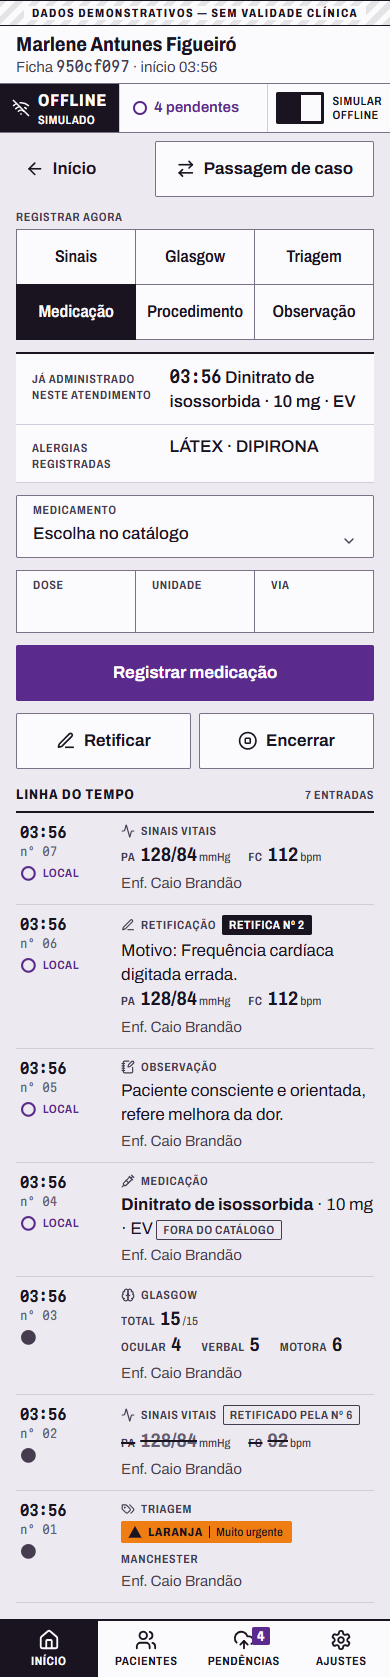 DADOS DEMONSTRATIVOS — SEM VALIDADE CLÍNICA
Marlene Antunes Figueiró
Ficha 950cf097 · início 03:56
OFFLINE
SIMULADO
4 pendentes
SIMULAR
OFFLINE
Início
Passagem de caso
REGISTRAR AGORA
Sinais
Glasgow
Triagem
Medicação
Procedimento
Observação
JÁ ADMINISTRADO
NESTE ATENDIMENTO
03:56 Dinitrato de
isossorbida · 10 mg · EV
ALERGIAS
REGISTRADAS
LÁTEX · DIPIRONA
MEDICAMENTO
Escolha no catálogo
DOSE
UNIDADE
VIA
Registrar medicação
Retificar
Encerrar
LINHA DO TEMPO
7 ENTRADAS
03:56
n° 07
LOCAL
SINAIS VITAIS
PA 128/84 mmHg FC 112 bpm
Enf. Caio Brandão
03:56
n° 06
LOCAL
RETIFICAÇÃO RETIFICA Nº 2
Motivo: Frequência cardíaca
digitada errada.
PA 128/84 mmHg FC 112 bpm
Enf. Caio Brandão
03:56
n° 05
LOCAL
OBSERVAÇÃO
Paciente consciente e orientada,
refere melhora da dor.
Enf. Caio Brandão
03:56
n° 04
LOCAL
MEDICAÇÃO
Dinitrato de isossorbida · 10 mg
· EV FORA DO CATÁLOGO
Enf. Caio Brandão
03:56
n° 03
GLASGOW
TOTAL 15 /15
OCULAR 4 VERBAL 5 MOTORA 6
Enf. Caio Brandão
03:56
n° 02
SINAIS VITAIS RETIFICADO PELA Nº 6
PA 128/84 mmHg FC 92 bpm
Enf. Caio Brandão
03:56
n° 01
TRIAGEM
LARANJA Muito urgente
MANCHESTER
Enf. Caio Brandão
INÍCIO
PACIENTES
4
PENDÊNCIAS
AJUSTES